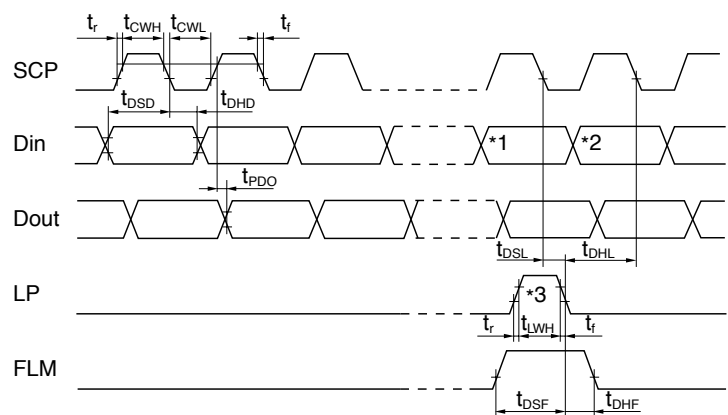 tr tCWH tCWL tf
SCP
tDSD tDHD
Din *1 *2
tPDO
Dout
tDSL tDHL
LP *3
tr tLWH tf
FLM
tDSF tDHF